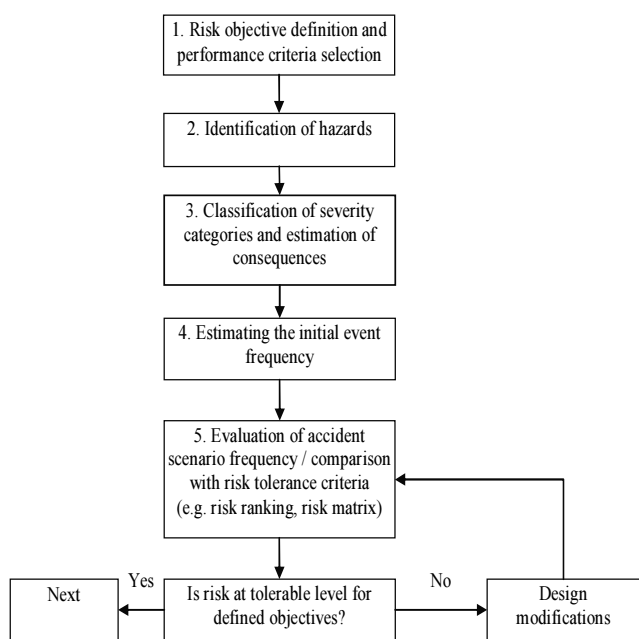 1. Risk objective definition and
performance criteria selection
2. Identification of hazards
3. Classification of severity
categories and estimation of
consequences
4. Estimating the initial event
frequency
5. Evaluation of accident
scenario frequency / comparison
with risk tolerance criteria
(e.g. risk ranking, risk matrix)
Next
Yes
Is risk at tolerable level for
defined objectives?
No
Design
modifications